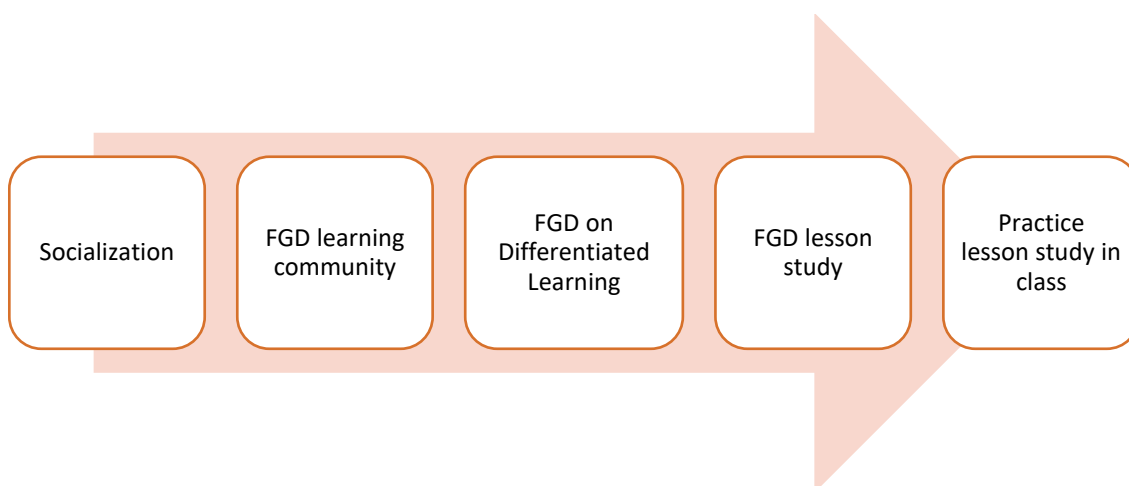 Socialization
FGD learning
community
FGD on
Differentiated
Learning
FGD lesson
study
Practice
lesson study in
class